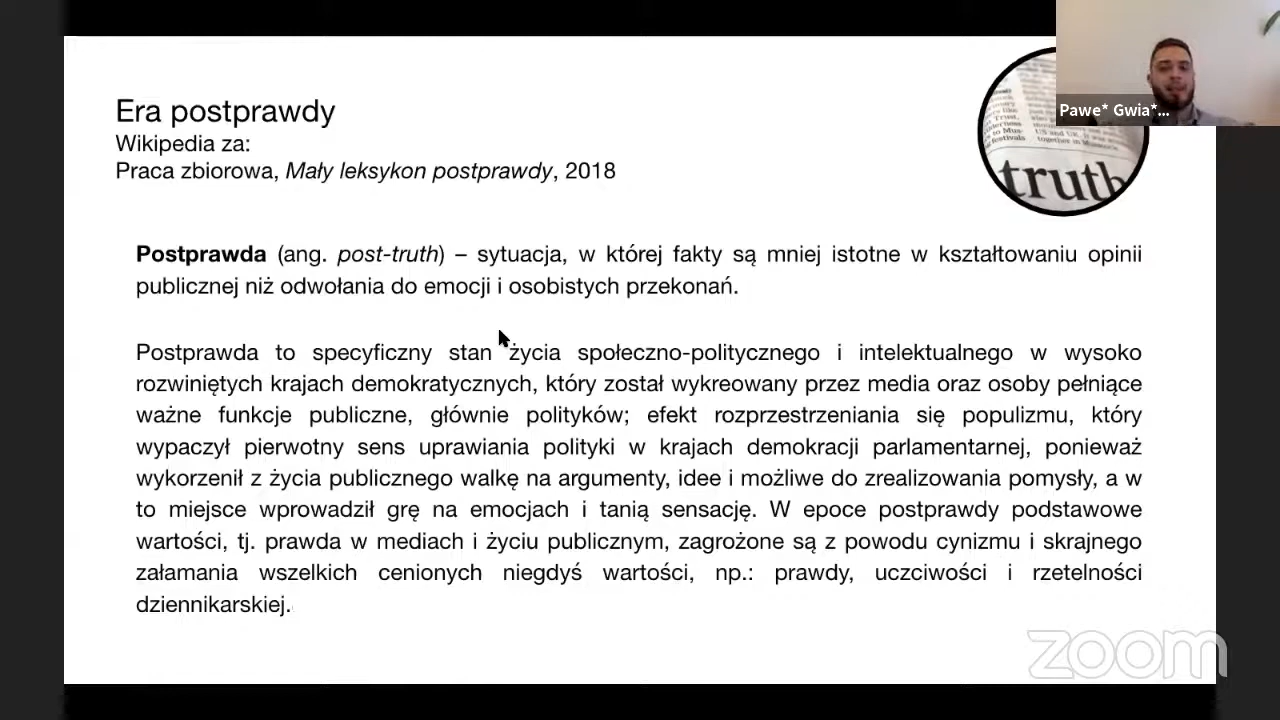 Era postprawdy
Wikipedia za:
Praca zbiorowa, Mały leksykon postprawdy, 2018
Pawe* Gwia*...
US and UK.
together in
truth
Postprawda (ang. post-truth) – sytuacja, w której fakty są mniej istotne w kształtowaniu opinii
publicznej niż odwołania do emocji i osobistych przekonań.
Postprawda to specyficzny stan życia społeczno-politycznego i intelektualnego w wysoko
rozwiniętych krajach demokratycznych, który został wykreowany przez media oraz osoby pełniące
ważne funkcje publiczne, głównie polityków; efekt rozprzestrzeniania się populizmu, który
wypaczył pierwotny sens uprawiania polityki w krajach demokracji parlamentarnej, ponieważ
wykorzenił z życia publicznego walkę na argumenty, idee i możliwe do zrealizowania pomysły, a w
to miejsce wprowadził grę na emocjach i tanią sensację. W epoce postprawdy podstawowe
wartości, tj. prawda w mediach i życiu publicznym, zagrożone są z powodu cynizmu i skrajnego
załamania wszelkich cenionych niegdyś wartości, np.: prawdy, uczciwości i rzetelności
dziennikarskiej.
zoom